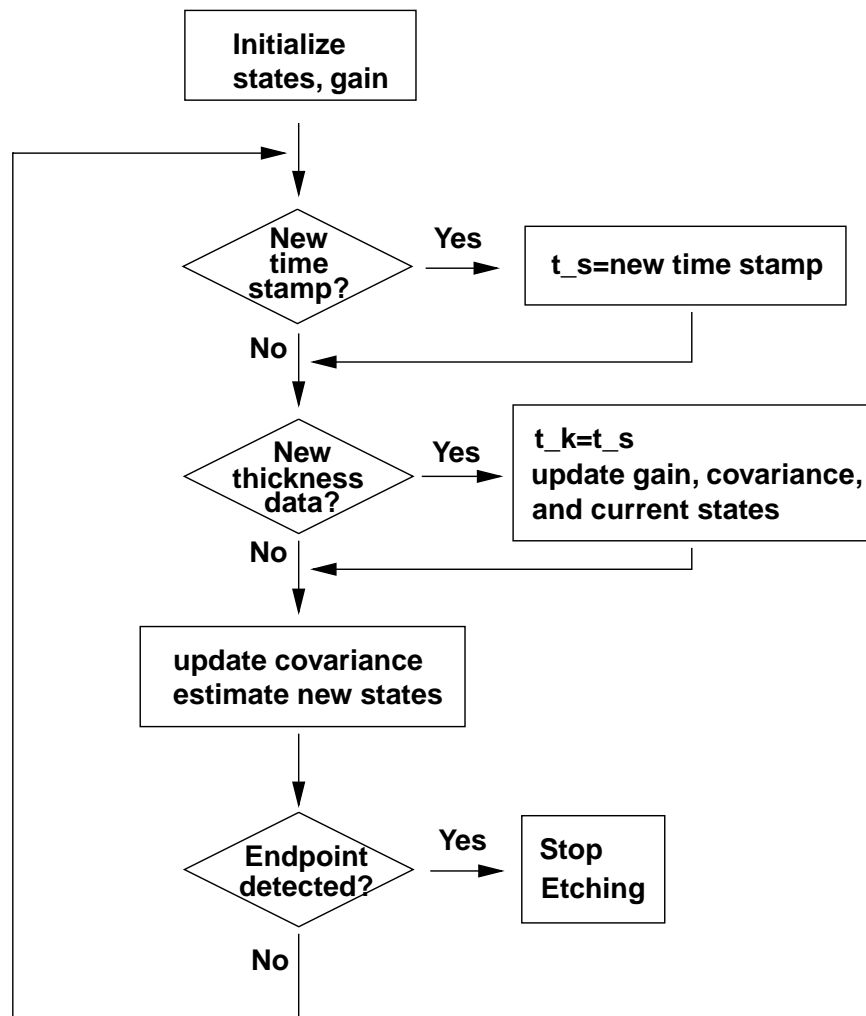 Initialize
states, gain
New
time
stamp?
Yes
t_s=new time stamp
No
New
thickness
data?
Yes
t_k=t_s
update gain, covariance,
and current states
No
update covariance
estimate new states
Endpoint
detected?
Yes
Stop
Etching
No